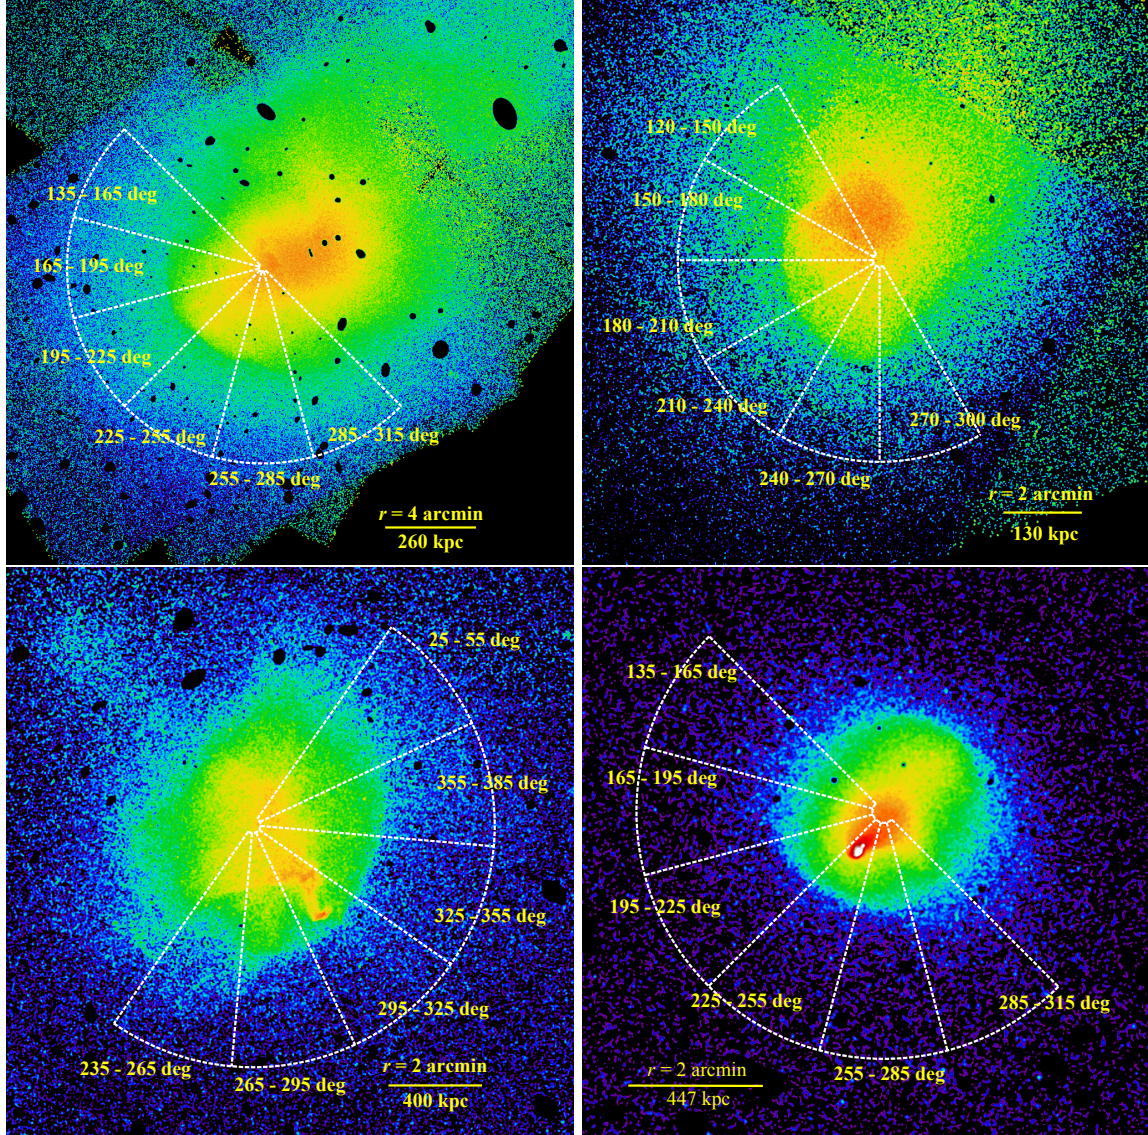 135 - 165 deg
165 - 195 deg
195 - 225 deg
225 - 255 deg
255 - 285 deg
285 - 315 deg
r = 4 arcmin
260 kpc
120 - 150 deg
150 - 180 deg
180 - 210 deg
210 - 240 deg
240 - 270 deg
270 - 300 deg
r = 2 arcmin
130 kpc
25 - 55 deg
355 - 385 deg
325 - 355 deg
295 - 325 deg
265 - 295 deg
235 - 265 deg
r = 2 arcmin
400 kpc
135 - 165 deg
165 - 195 deg
195 - 225 deg
225 - 255 deg
255 - 285 deg
285 - 315 deg
r = 2 arcmin
447 kpc